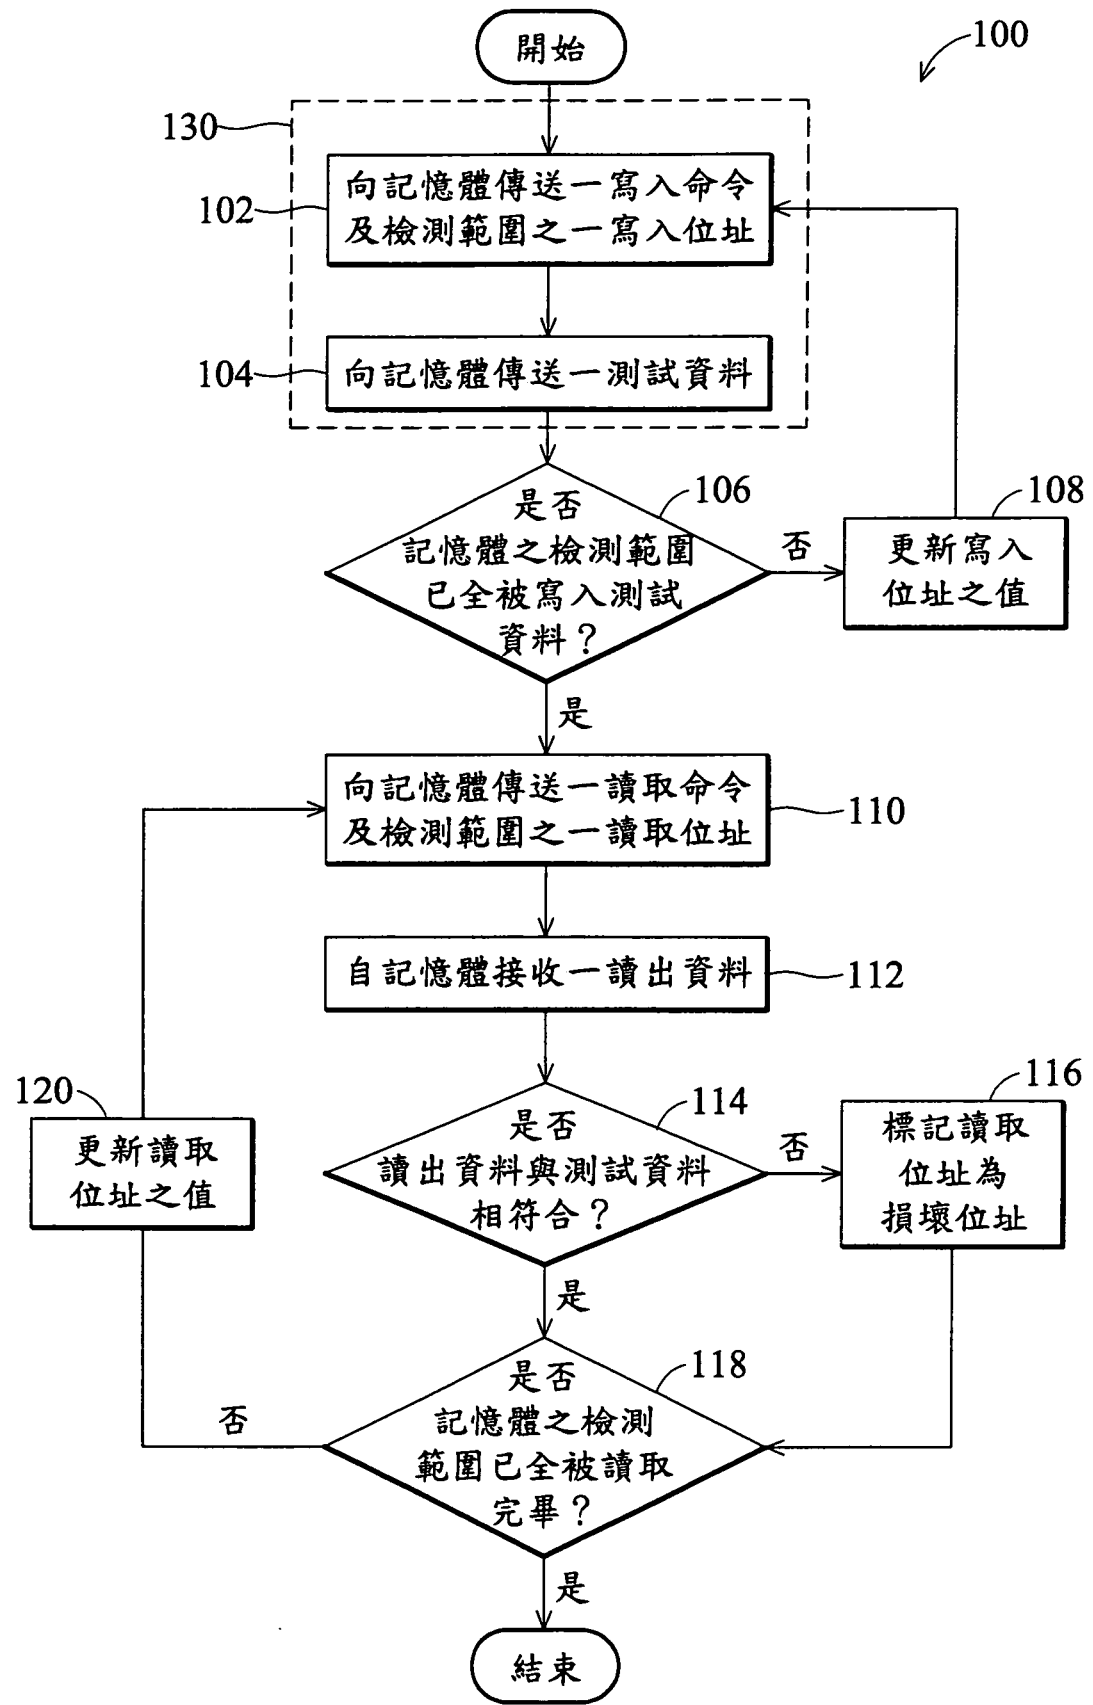 開始
100
130
102
向記憶體傳送一寫入命令
及檢測範圍之一寫入位址
104
向記憶體傳送一測試資料
106
是否
記憶體之檢測範圍
已全被寫入測試
資料？
否
108
更新寫入
位址之值
是
向記憶體傳送一讀取命令
及檢測範圍之一讀取位址
110
自記憶體接收一讀出資料
112
114
是否
讀出資料與測試資料
相符合？
否
116
標記讀取
位址為
損壞位址
120
更新讀取
位址之值
是
118
是否
記憶體之檢測
範圍已全被讀取
完畢？
否
是
結束